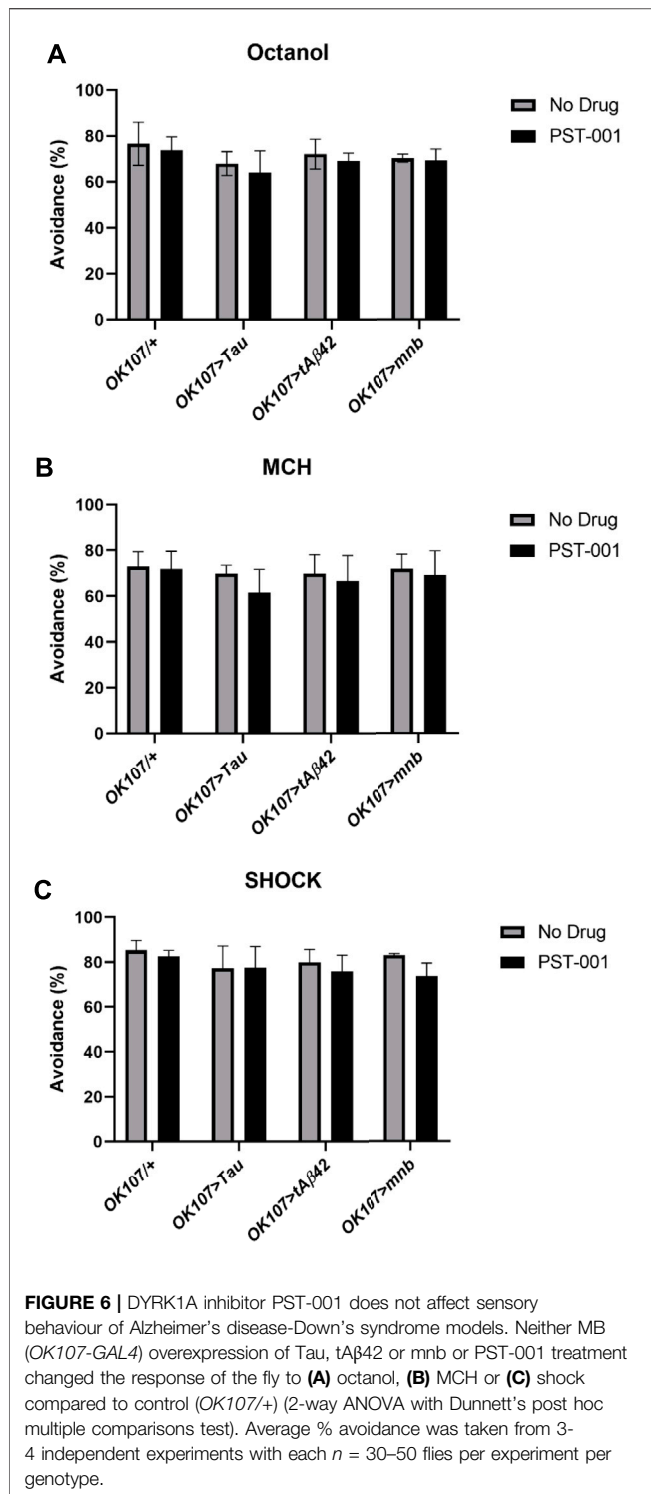 A
Octanol
100
80
60
40
20
0
Avoidance (%)
No Drug
PST-001
OK107/+
OK107>Tau
OK107>tAβ42
OK107>mnb
B
MCH
100
80
60
40
20
0
Avoidance (%)
No Drug
PST-001
OK107/+
OK107>Tau
OK107>tAβ42
OK107>mnb
C
SHOCK
100
80
60
40
20
0
Avoidance (%)
No Drug
PST-001
OK107/+
OK107>Tau
OK107>tAβ42
OK107>mnb
FIGURE 6 | DYRK1A inhibitor PST-001 does not affect sensory
behaviour of Alzheimer's disease-Down's syndrome models. Neither MB
(OK107-GAL4) overexpression of Tau, tAβ42 or mnb or PST-001 treatment
changed the response of the fly to (A) octanol, (B) MCH or (C) shock
compared to control (OK107/+) (2-way ANOVA with Dunnett's post hoc
multiple comparisons test). Average % avoidance was taken from 3-
4 independent experiments with each n = 30–50 flies per experiment per
genotype.